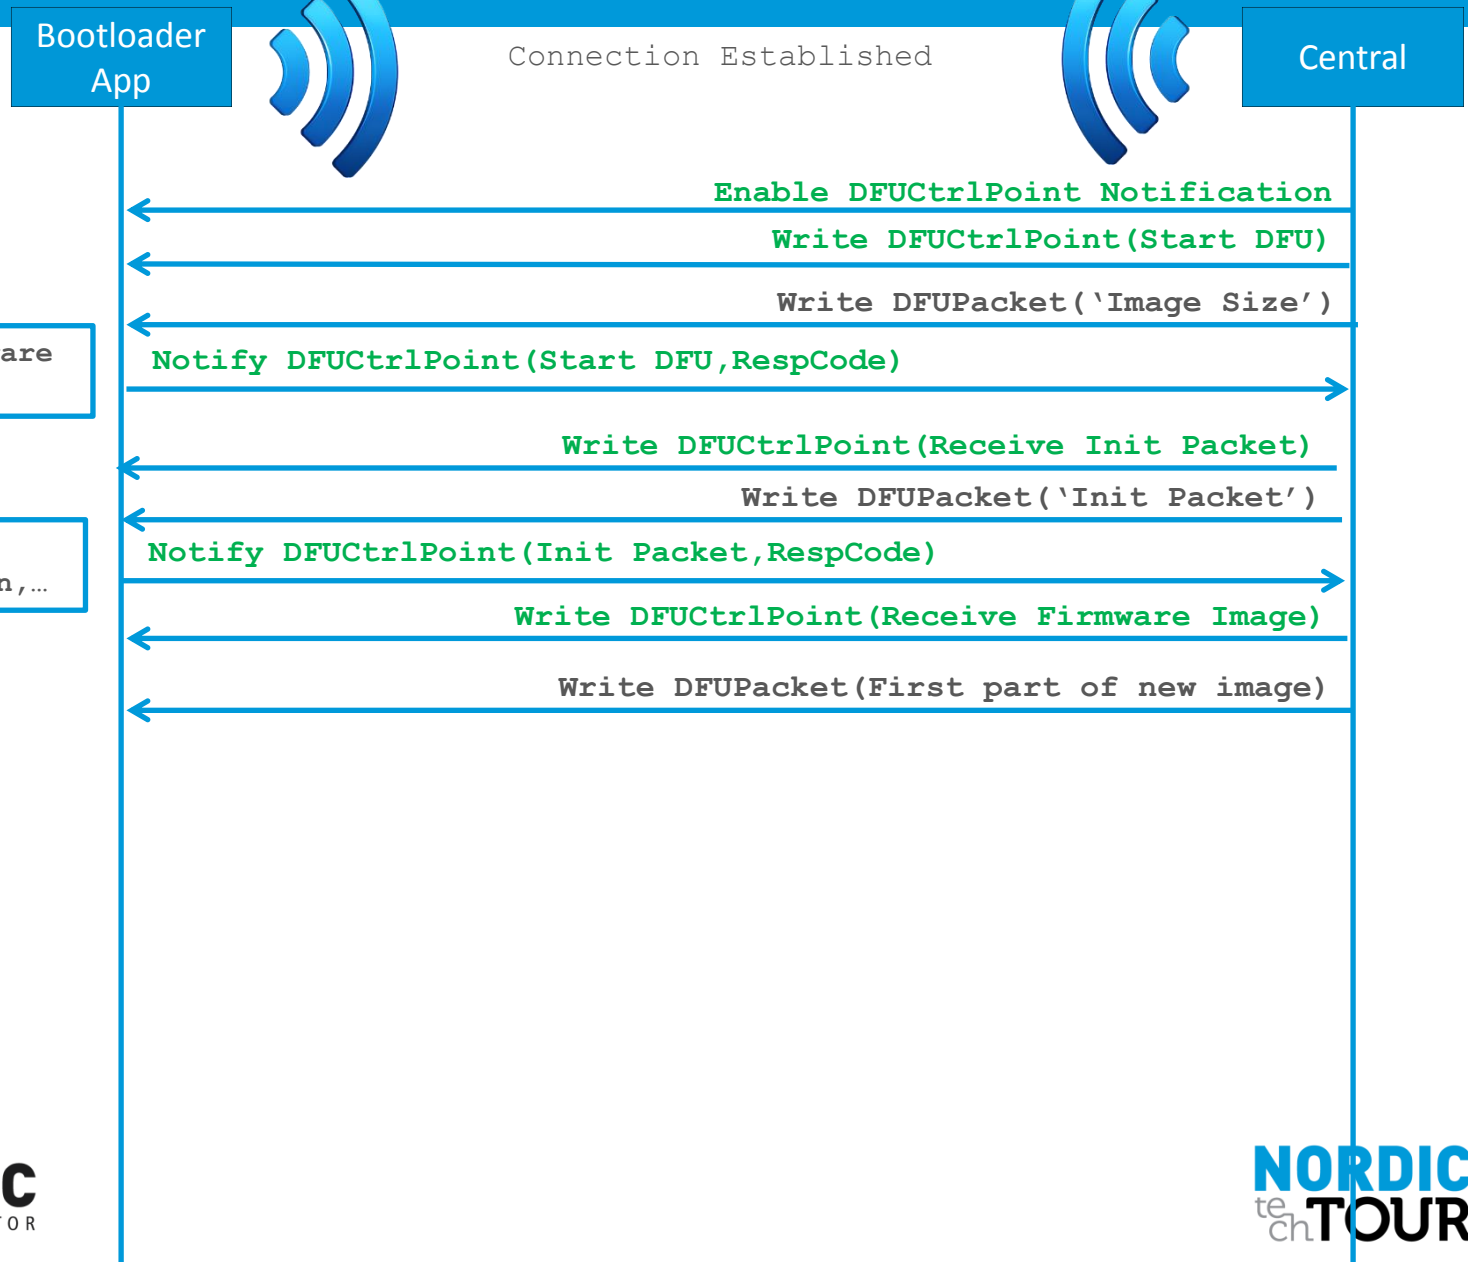 Bootloader
App
Connection Established
Central
Enable DFUCtrlPoint Notification
Write DFUCtrlPoint(Start DFU)
Write DFUPacket(‘Image Size’)
are
Notify DFUCtrlPoint(Start DFU,RespCode)
Write DFUCtrlPoint(Receive Init Packet)
Write DFUPacket(‘Init Packet’)
Notify DFUCtrlPoint(Init Packet,RespCode)
n,…
Write DFUCtrlPoint(Receive Firmware Image)
Write DFUPacket(First part of new image)
C
TOR
NORDIC
tech TOUR